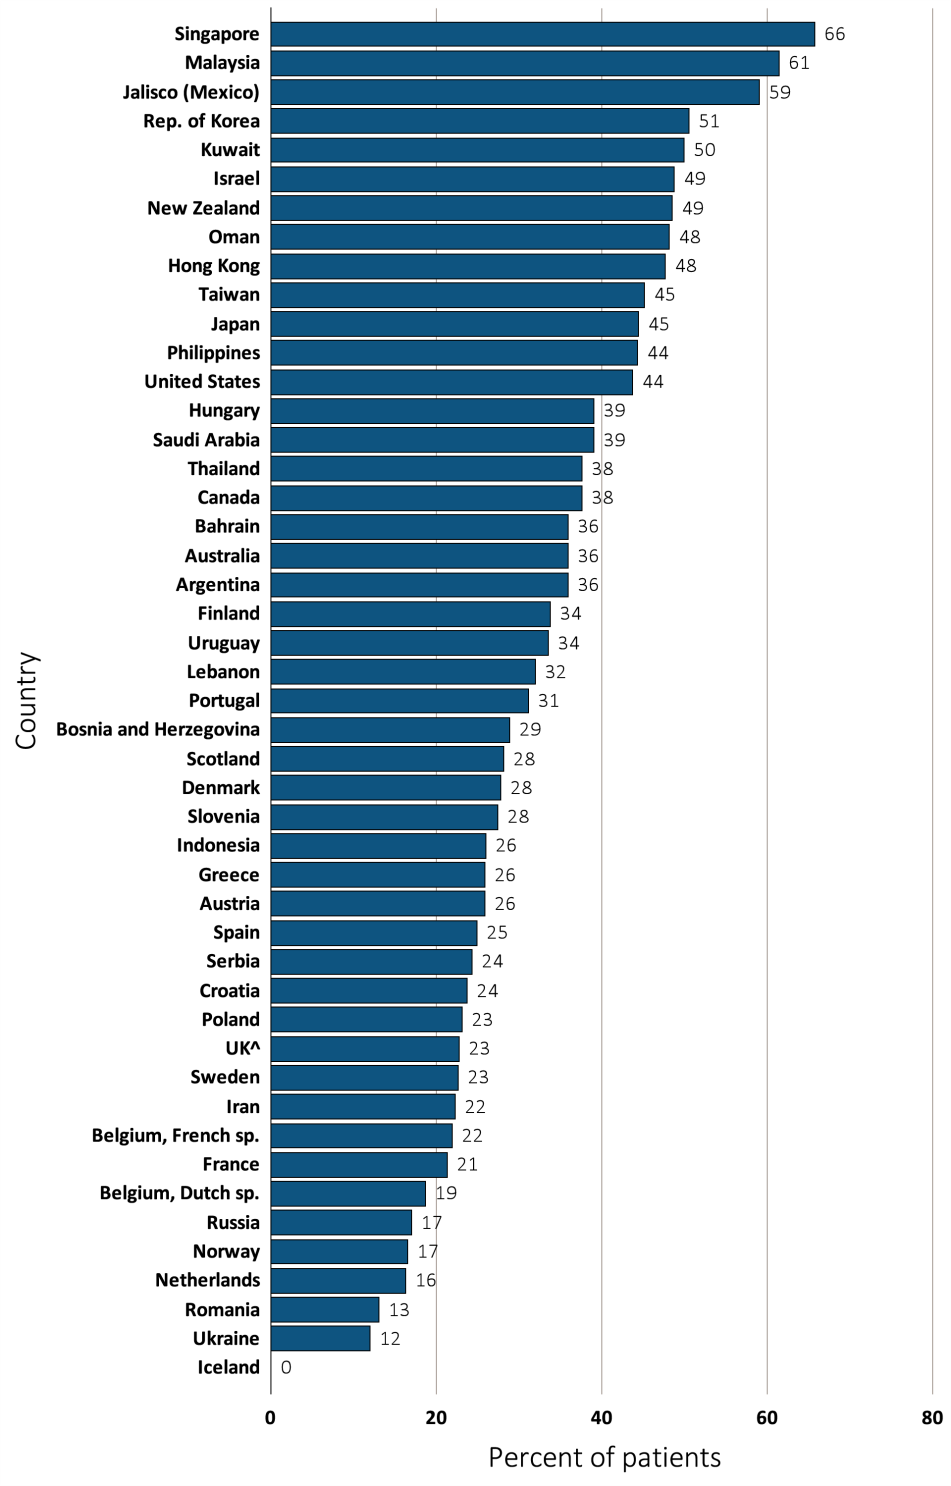 Singapore 66
Malaysia 61
Jalisco (Mexico) 59
Rep. of Korea 51
Kuwait 50
Israel 49
New Zealand 49
Oman 48
Hong Kong 48
Taiwan 45
Japan 45
Philippines 44
United States 44
Hungary 39
Saudi Arabia 39
Thailand 38
Canada 38
Bahrain 36
Australia 36
Argentina 36
Finland 34
Uruguay 34
Lebanon 32
Portugal 31
Bosnia and Herzegovina 29
Scotland 28
Denmark 28
Slovenia 28
Indonesia 26
Greece 26
Austria 26
Spain 25
Serbia 24
Croatia 24
Poland 23
UK^ 23
Sweden 23
Iran 22
Belgium, French sp. 22
France 21
Belgium, Dutch sp. 19
Russia 17
Norway 17
Netherlands 16
Romania 13
Ukraine 12
Iceland 0
0 20 40 60 80
Percent of patients
Country